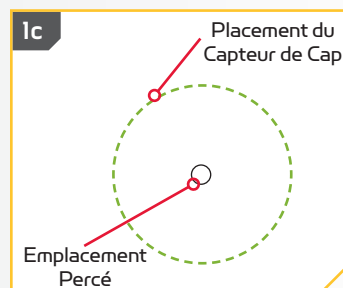 1c
Placement du
Capteur de Cap
Emplacement
Percé